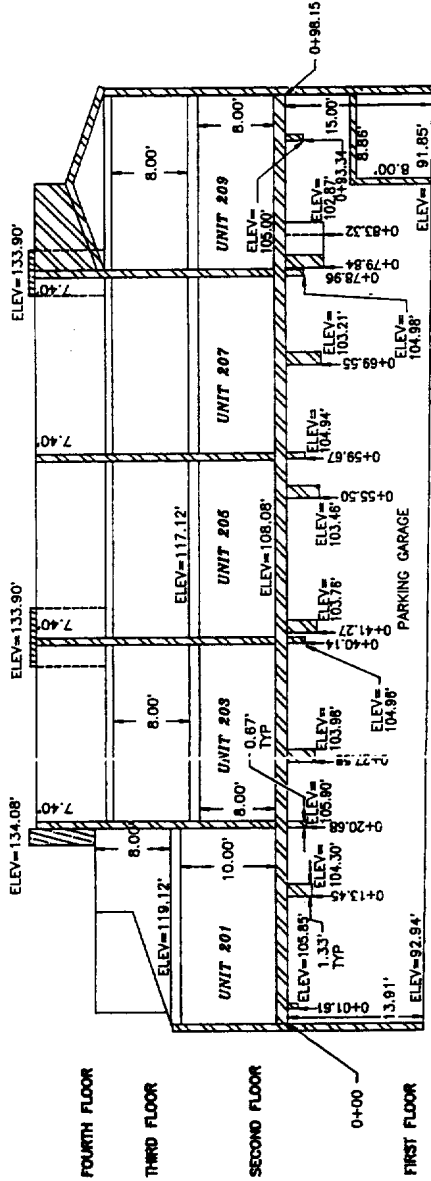 ELEV=134.08'
ELEV=133.90'
ELEV=133.90'
FOURTH FLOOR
7.40'
7.40'
7.40'
7.40'
8.00'
8.00'
8.00'
THIRD FLOOR
ELEV=119.12'
ELEV=117.12'
SECOND FLOOR
10.00'
8.00'
8.00'
UNIT 201
UNIT 203
UNIT 205
UNIT 207
UNIT 209
ELEV=108.08'
0+00
0+98.15
ELEV=105.85'
0+01.61
1.33'
TYP
ELEV=
104.30'
0+13.45
ELEV=
105.90'
0+20.68
0.67'
TYP
ELEV=
103.96'
ELEV=
104.96'
0+40.14
0+41.27
ELEV=
103.76'
ELEV=
103.46'
0+55.50
0+59.67
ELEV=
104.94'
0+69.55
ELEV=
103.21'
ELEV=
104.98'
0+78.96
0+79.84
0+83.32
ELEV=
102.87'
ELEV=
105.00'
0+93.34
15.00'
8.86'
8.00'
ELEV=
91.85'
PARKING GARAGE
13.91'
FIRST FLOOR
ELEV=92.94'